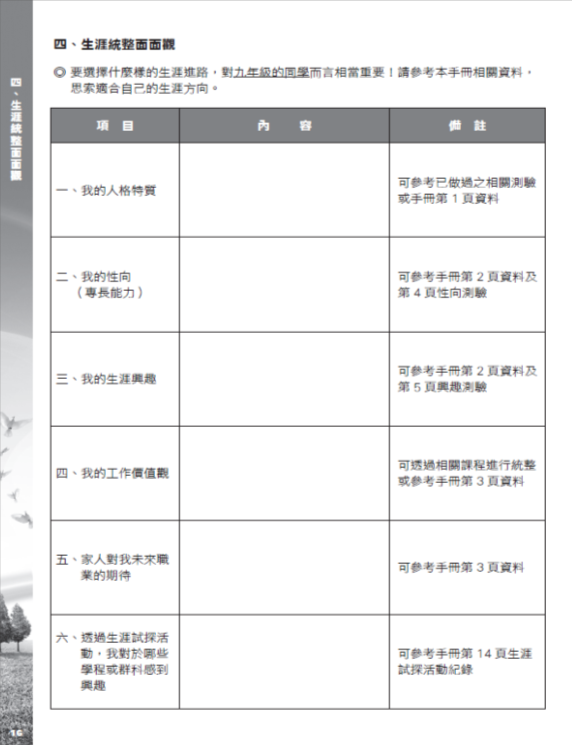 四、生涯統整面面觀
四、生涯統整面面觀
◎ 要選擇什麼樣的生涯進路，對九年級的同學而言相當重要！請參考本手冊相關資料，
思索適合自己的生涯方向。
項 目 內 容 備 註
一、我的人格特質
可參考已做過之相關測驗
或手冊第 1 頁資料
二、我的性向
（專長能力）
可參考手冊第 2 頁資料及
第 4 頁性向測驗
三、我的生涯興趣
可參考手冊第 2 頁資料及
第 5 頁興趣測驗
四、我的工作價值觀
可透過相關課程進行統整
或參考手冊第 3 頁資料
五、家人對我未來職
業的期待
可參考手冊第 3 頁資料
六、透過生涯試探活
動，我對於哪些
學程或群科感到
興趣
可參考手冊第 14 頁生涯
試探活動紀錄
16